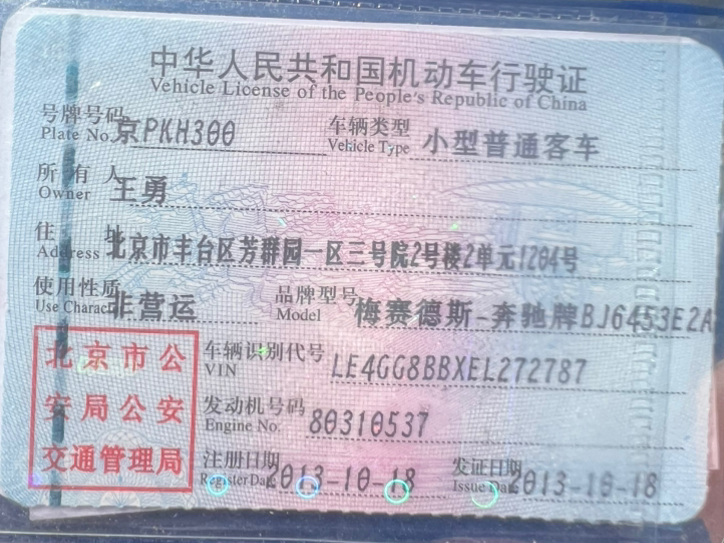 中华人民共和国机动车行驶证
Vehicle License of the People's Republic of China
号牌号码 京PKH300 车辆类型 小型普通客车
Plate No. Vehicle Type
所有人 王勇
Owner
住址 北京市丰台区芳群园一区三号院2号楼2单元1204号
Address
使用性质 非营运 品牌型号 梅赛德斯-奔驰牌BJ6453E2A
Use Character Model
北京市公 车辆识别代号 LE4GG8BBXEL272787
VIN
安局公安 发动机号码 80310537
Engine No.
交通管理局 注册日期 2013-10-18 发证日期 2013-10-18
Register Date Issue Date